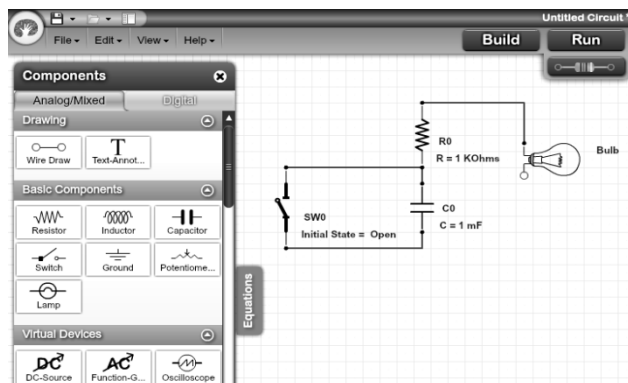 Untitled Circuit
File Edit View Help
Build Run
Components
Analog/Mixed Digital
Drawing
Wire Draw Text-Annot...
Basic Components
Resistor Inductor Capacitor
Switch Ground Potentiome...
Lamp
Virtual Devices
DC AC
DC-Source Function-G... Oscilloscope
Equations
R0
R = 1 KOhms
Bulb
SW0
Initial State = Open
C0
C = 1 mF